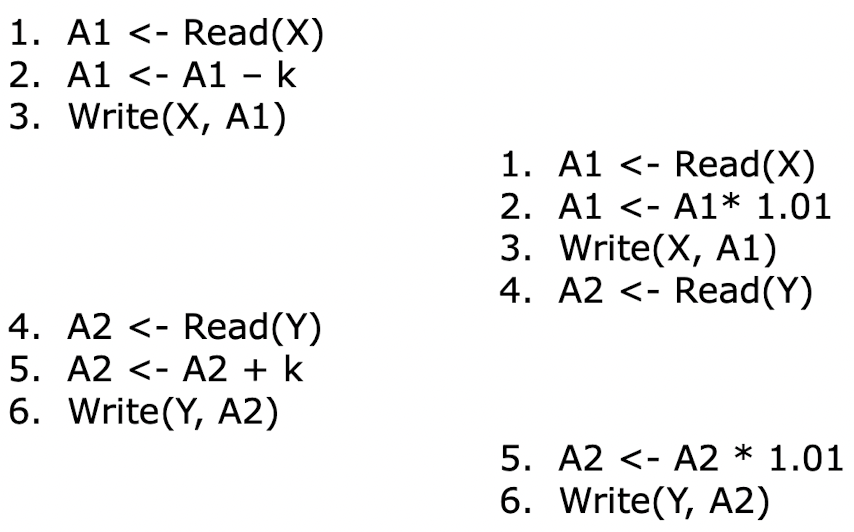 1. A1 <- Read(X)
2. A1 <- A1 – k
3. Write(X, A1)
1. A1 <- Read(X)
2. A1 <- A1* 1.01
3. Write(X, A1)
4. A2 <- Read(Y)
4. A2 <- Read(Y)
5. A2 <- A2 + k
6. Write(Y, A2)
5. A2 <- A2 * 1.01
6. Write(Y, A2)